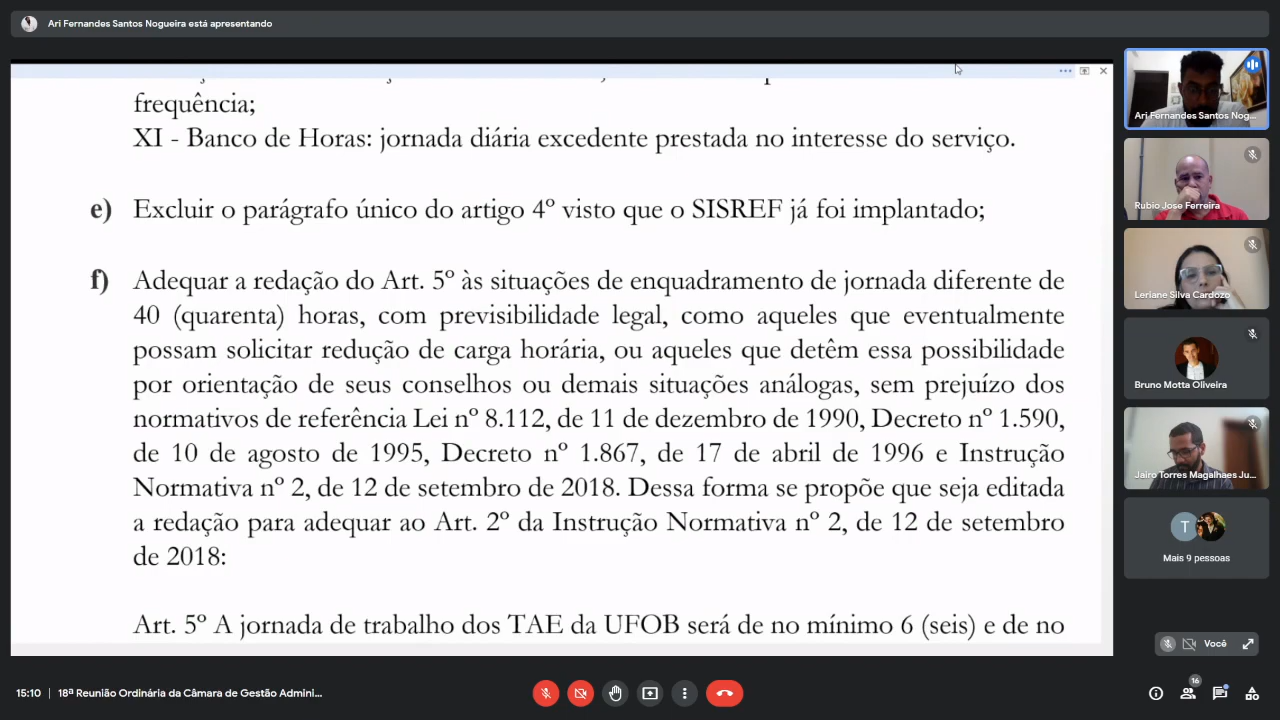 Ari Fernandes Santos Nogueira está apresentando
frequência;
XI - Banco de Horas: jornada diária excedente prestada no interesse do serviço.
e) Excluir o parágrafo único do artigo 4º visto que o SISREF já foi implantado;
f) Adequar a redação do Art. 5º às situações de enquadramento de jornada diferente de
40 (quarenta) horas, com previsibilidade legal, como aqueles que eventualmente
possam solicitar redução de carga horária, ou aqueles que detêm essa possibilidade
por orientação de seus conselhos ou demais situações análogas, sem prejuízo dos
normativos de referência Lei nº 8.112, de 11 de dezembro de 1990, Decreto nº 1.590,
de 10 de agosto de 1995, Decreto nº 1.867, de 17 de abril de 1996 e Instrução
Normativa nº 2, de 12 de setembro de 2018. Dessa forma se propõe que seja editada
a redação para adequar ao Art. 2º da Instrução Normativa nº 2, de 12 de setembro
de 2018:
Art. 5º A jornada de trabalho dos TAE da UFOB será de no mínimo 6 (seis) e de no
Ari Fernandes Santos Nog...
Rubio Jose Ferreira
Leriane Silva Cardozo
Bruno Motta Oliveira
Jairo Torres Magalhaes Ju...
T
Mais 9 pessoas
Você
15:10 | 18ª Reunião Ordinária da Câmara de Gestão Admini...
16